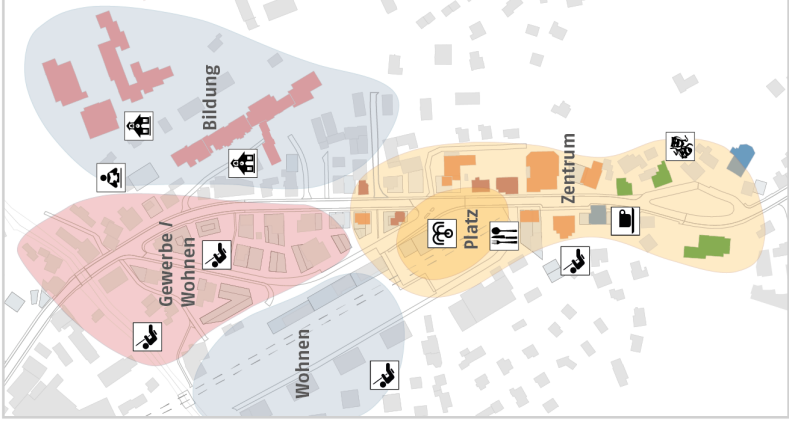 Bildung
Gewerbe /
Wohnen
Wohnen
Platz
Zentrum